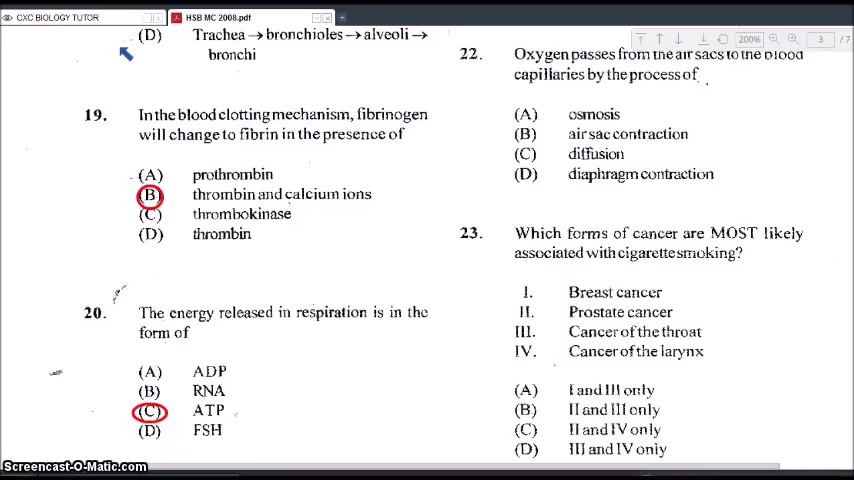 CXC BIOLOGY TUTOR
HSB MC 2008.pdf
200%
3 / 7
(D) Trachea → bronchioles → alveoli →
bronchi
19. In the blood clotting mechanism, fibrinogen
will change to fibrin in the presence of
(A) prothrombin
(B) thrombin and calcium ions
(C) thrombokinase
(D) thrombin
20. The energy released in respiration is in the
form of
(A) ADP
(B) RNA
(C) ATP
(D) FSH
22. Oxygen passes from the air sacs to the blood
capillaries by the process of
(A) osmosis
(B) air sac contraction
(C) diffusion
(D) diaphragm contraction
23. Which forms of cancer are MOST likely
associated with cigarette smoking?
I. Breast cancer
II. Prostate cancer
III. Cancer of the throat
IV. Cancer of the larynx
(A) I and III only
(B) II and III only
(C) II and IV only
(D) III and IV only
Screencast-O-Matic.com